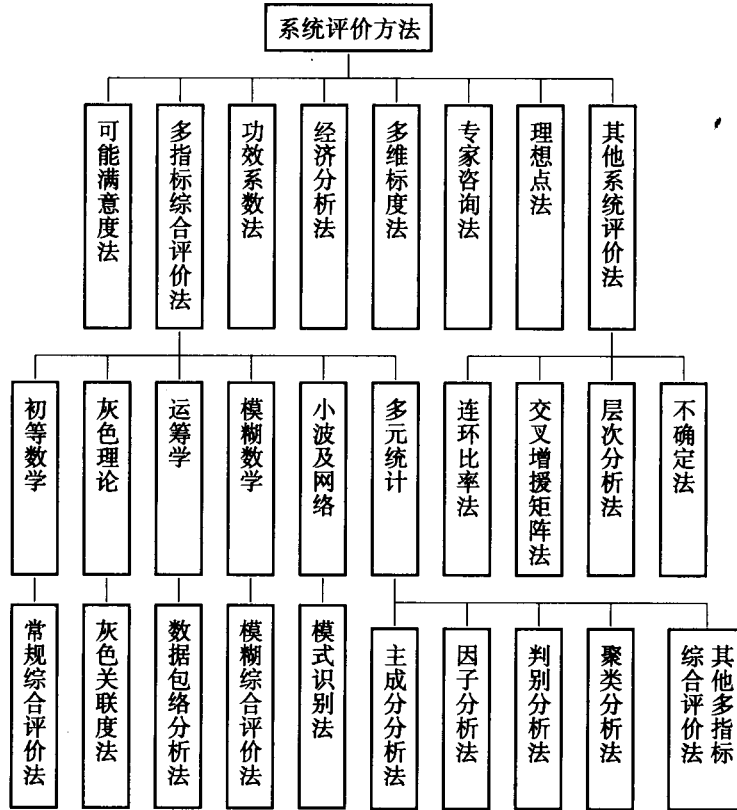 系统评价方法
可能满意度法
多指标综合评价法
功效系数法
经济分析法
多维标度法
专家咨询法
理想点法
其他系统评价法
初等数学
灰色理论
运筹学
模糊数学
小波及网络
多元统计
连环比率法
交叉增援矩阵法
层次分析法
不确定法
常规综合评价法
灰色关联度法
数据包络分析法
模糊综合评价法
模式识别法
主成分分析法
因子分析法
判别分析法
聚类分析法
其他多指标
综合评价法